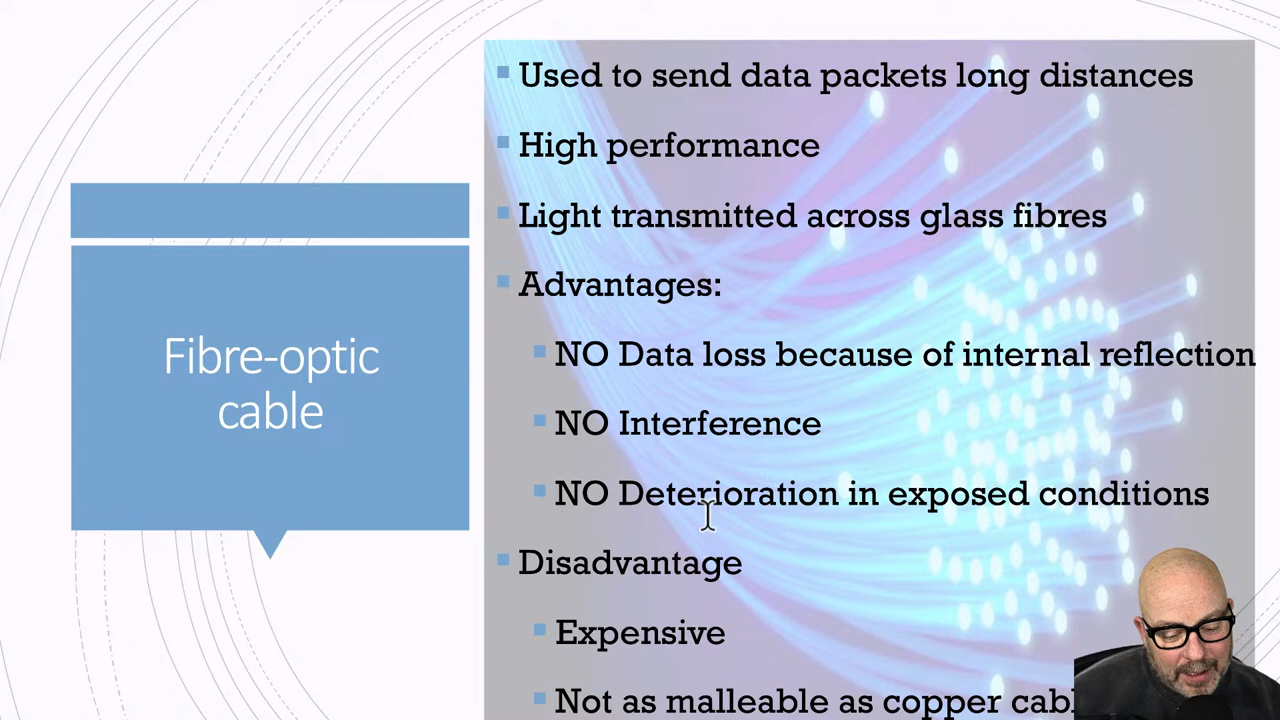 Fibre-optic
cable
Used to send data packets long distances
High performance
Light transmitted across glass fibres
Advantages:
NO Data loss because of internal reflection
NO Interference
NO Deterioration in exposed conditions
Disadvantage
Expensive
Not as malleable as copper